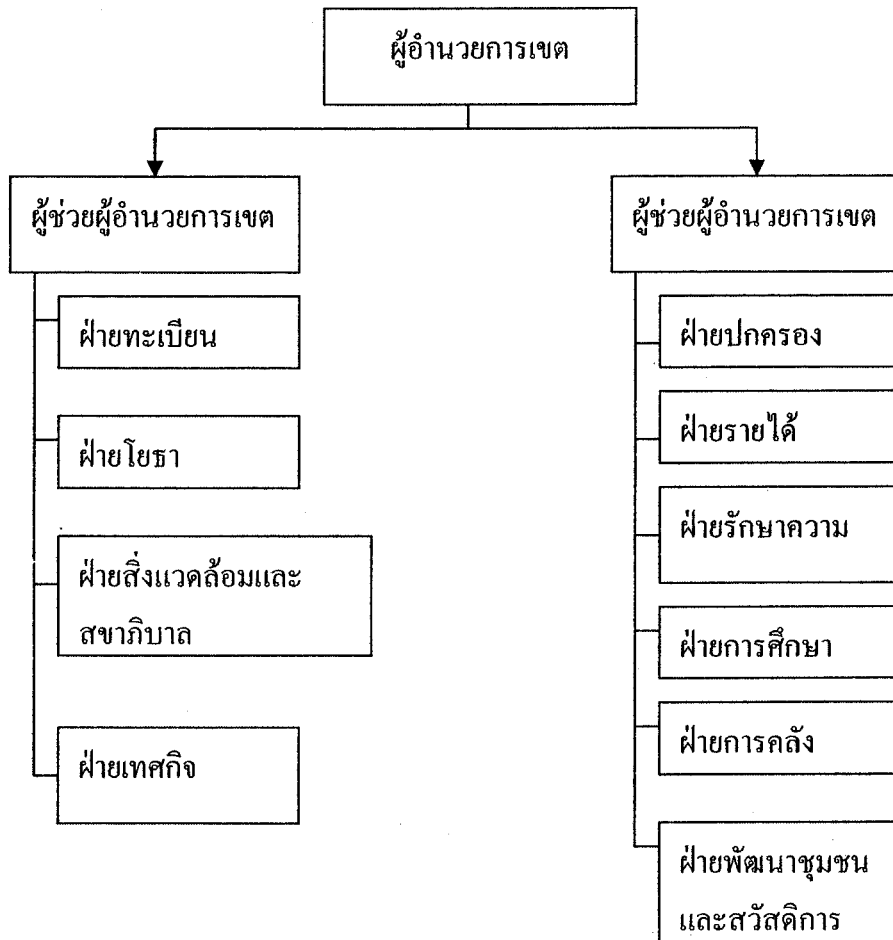 ผู้อำนวยการเขต
ผู้ช่วยผู้อำนวยการเขต
ฝ่ายทะเบียน
ฝ่ายโยธา
ฝ่ายสิ่งแวดล้อมและ
สุขาภิบาล
ฝ่ายเทศกิจ
ผู้ช่วยผู้อำนวยการเขต
ฝ่ายปกครอง
ฝ่ายรายได้
ฝ่ายรักษาความ
ฝ่ายการศึกษา
ฝ่ายการคลัง
ฝ่ายพัฒนาชุมชน
และสวัสดิการ